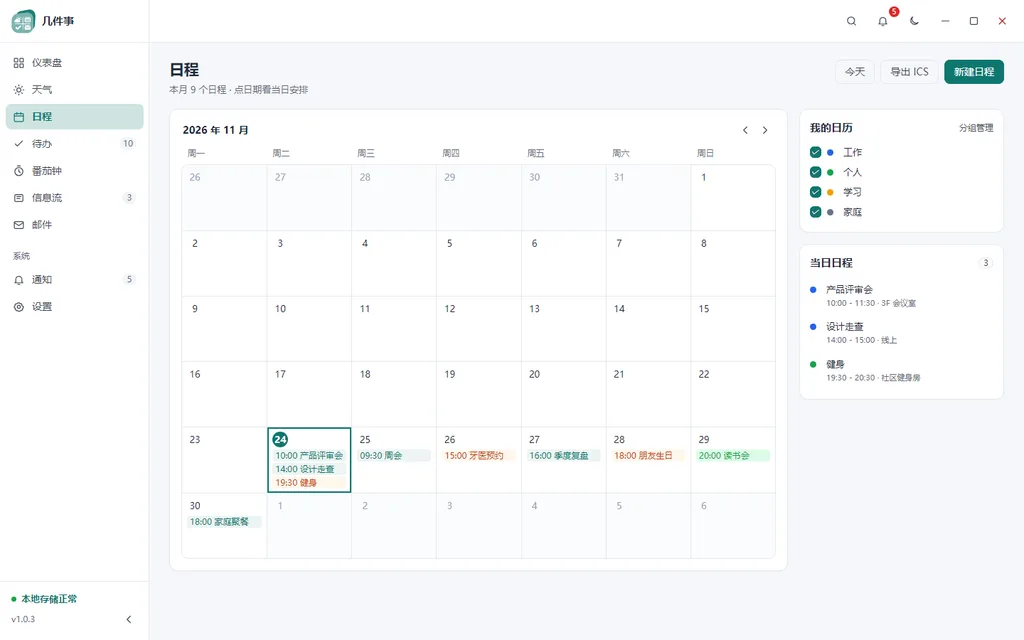 几件事
5
仪表盘
天气
日程
待办 10
番茄钟
信息流 3
邮件
系统
通知 5
设置
本地存储正常
v1.0.3
日程
本月 9 个日程 · 点日期看当日安排
今天 导出 ICS 新建日程
2026 年 11 月
周一 周二 周三 周四 周五 周六 周日
26 27 28 29 30 31 1
2 3 4 5 6 7 8
9 10 11 12 13 14 15
16 17 18 19 20 21 22
23 24 25 26 27 28 29
10:00 产品评审会 09:30 周会 15:00 牙医预约 16:00 季度复盘 18:00 朋友生日 20:00 读书会
14:00 设计走查
19:30 健身
30 1 2 3 4 5 6
18:00 家庭聚餐
我的日历 分组管理
工作
个人
学习
家庭
当日日程 3
产品评审会
10:00 - 11:30 · 3F 会议室
设计走查
14:00 - 15:00 · 线上
健身
19:30 - 20:30 · 社区健身房